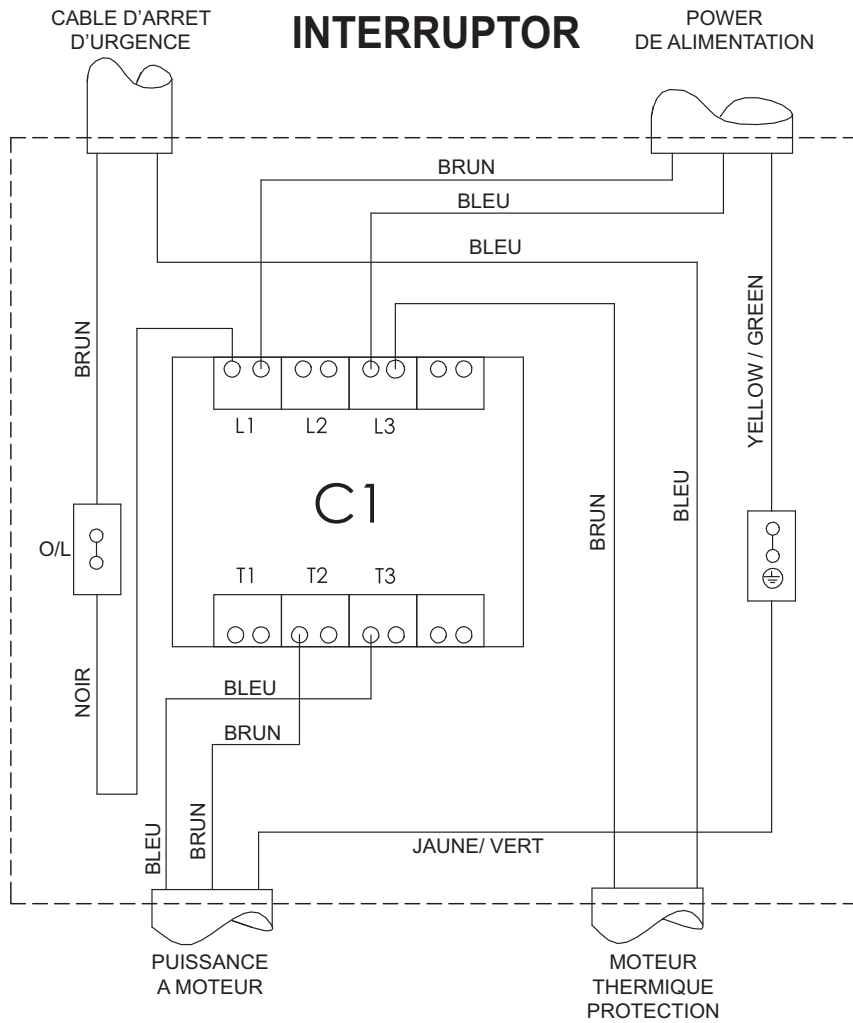 CABLE D'ARRET
D'URGENCE
INTERRUPTOR
POWER
DE ALIMENTATION
BRUN
BLEU
BLEU
BRUN
YELLOW / GREEN
L1
L2
L3
C1
BRUN
BLEU
O/L
T1
T2
T3
NOIR
BLEU
BRUN
BLEU
BRUN
JAUNE/ VERT
PUISSANCE
A MOTEUR
MOTEUR
THERMIQUE
PROTECTION